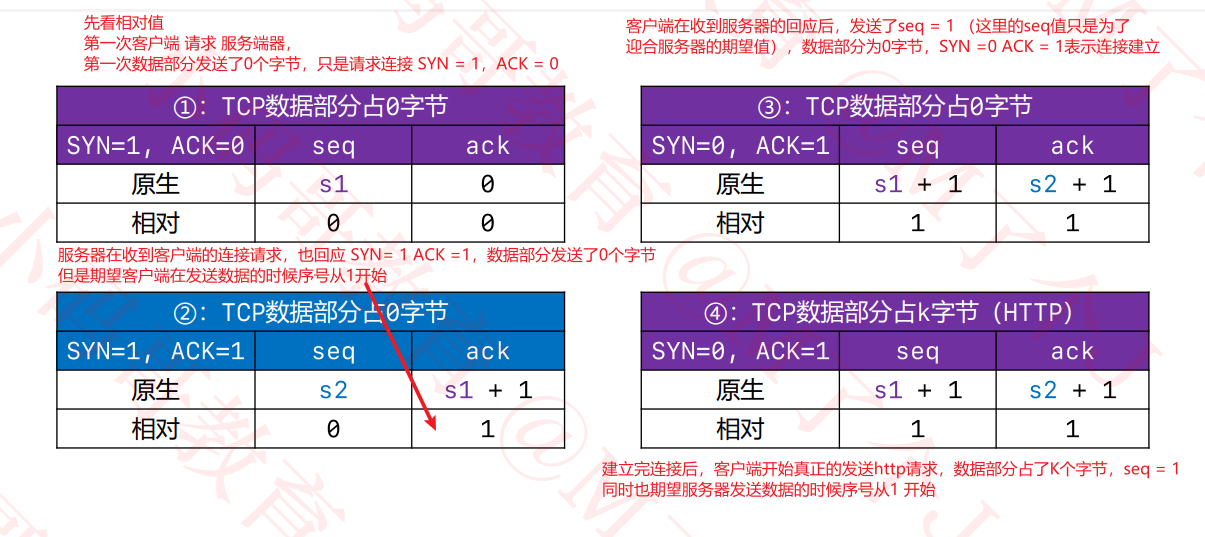 先看相对值
第一次客户端 请求 服务端器，
第一次数据部分发送了0个字节，只是请求连接 SYN = 1，ACK = 0
①：TCP数据部分占0字节
SYN=1, ACK=0 seq ack
原生 s1 0
相对 0 0
服务器在收到客户端的连接请求，也回应 SYN= 1 ACK =1，数据部分发送了0个字节
但是期望客户端在发送数据的时候序号从1开始
②：TCP数据部分占0字节
SYN=1, ACK=1 seq ack
原生 s2 s1 + 1
相对 0 1
客户端在收到服务器的回应后，发送了seq = 1 （这里的seq值只是为了
迎合服务器的期望值），数据部分为0字节，SYN =0 ACK = 1表示连接建立
③：TCP数据部分占0字节
SYN=0, ACK=1 seq ack
原生 s1 + 1 s2 + 1
相对 1 1
④：TCP数据部分占k字节（HTTP）
SYN=0, ACK=1 seq ack
原生 s1 + 1 s2 + 1
相对 1 1
建立完连接后，客户端开始真正的发送http请求，数据部分占了K个字节，seq = 1
同时也期望服务器发送数据的时候序号从1 开始